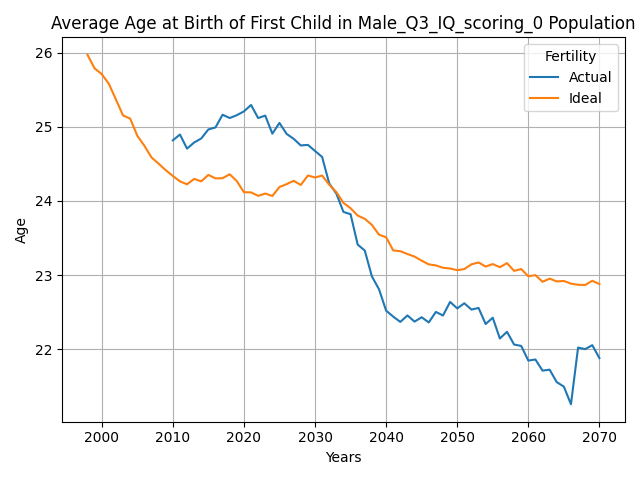 Average Age at Birth of First Child in Male_Q3_IQ_scoring_0 Population
Fertility
Actual
Ideal
26
25
24
23
22
Age
2000
2010
2020
2030
2040
2050
2060
2070
Years